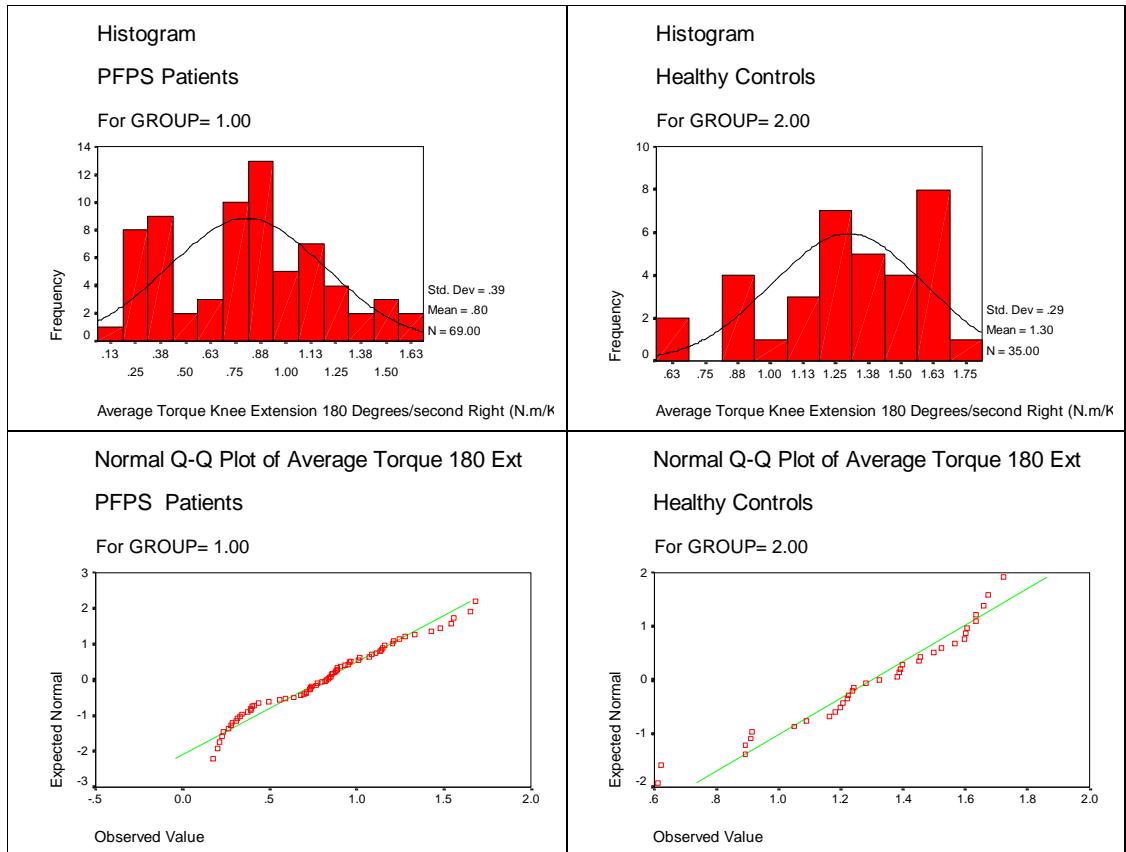 Histogram
PFPS Patients
For GROUP= 1.00
14
12
10
8
6
4
2
0
Frequency
Std. Dev = .39
Mean = .80
N = 69.00
.13 .38 .63 .88 1.13 1.38 1.63
.25 .50 .75 1.00 1.25 1.50
Average Torque Knee Extension 180 Degrees/second Right (N.m/K
Histogram
Healthy Controls
For GROUP= 2.00
10
8
6
4
2
0
Frequency
Std. Dev = .29
Mean = 1.30
N = 35.00
.63 .75 .88 1.00 1.13 1.25 1.38 1.50 1.63 1.75
Average Torque Knee Extension 180 Degrees/second Right (N.m/K
Normal Q-Q Plot of Average Torque 180 Ext
PFPS Patients
For GROUP= 1.00
3
2
1
0
-1
-2
-3
Expected Normal
-.5 0.0 .5 1.0 1.5 2.0
Observed Value
Normal Q-Q Plot of Average Torque 180 Ext
Healthy Controls
For GROUP= 2.00
2
1
0
-1
-2
Expected Normal
.6 .8 1.0 1.2 1.4 1.6 1.8 2.0
Observed Value